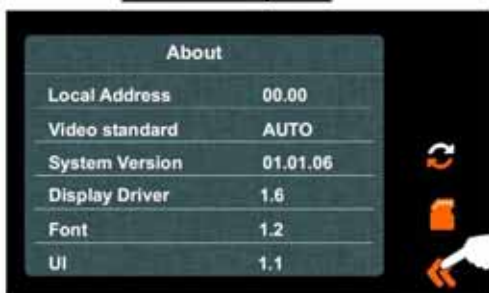 About
Local Address 00.00
Video standard AUTO
System Version 01.01.06
Display Driver 1.6
Font 1.2
UI 1.1